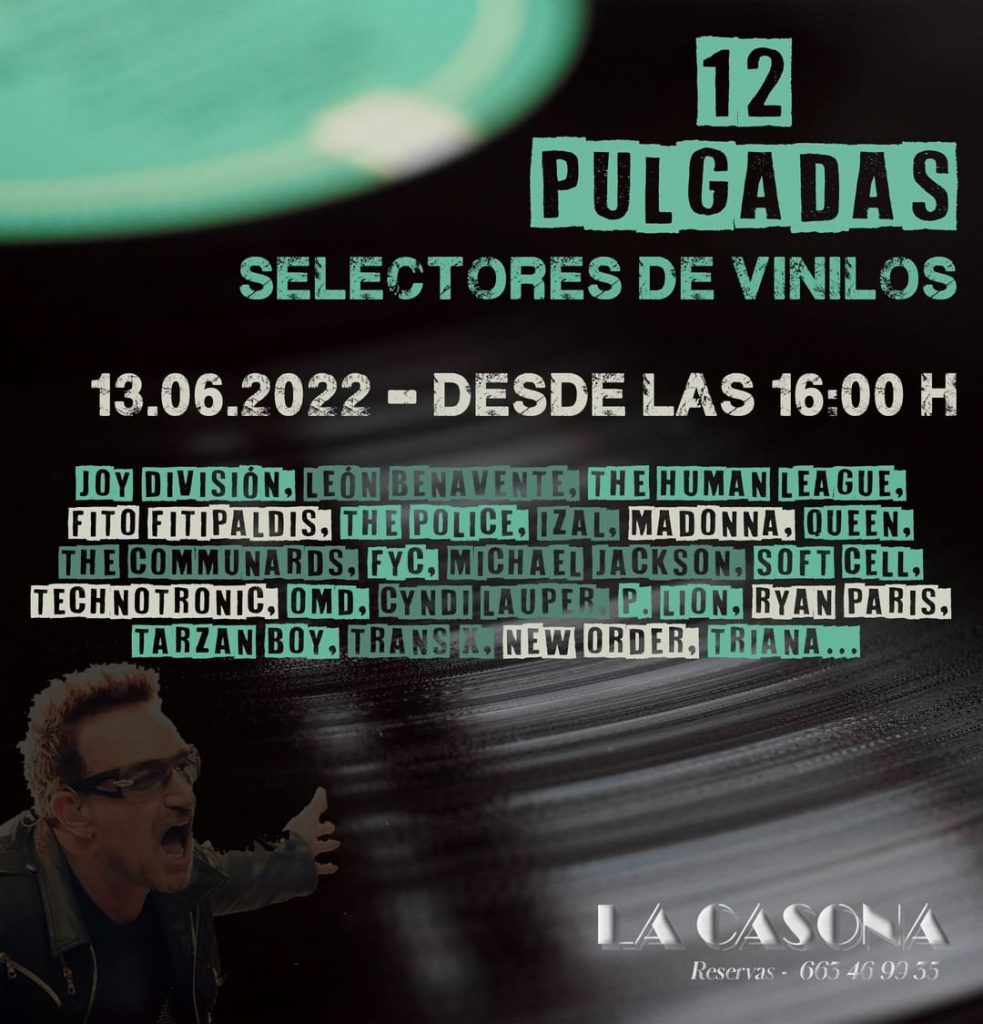 12
PULGADAS
SELECTORES DE VINILOS
13.06.2022 - DESDE LAS 16:00 H
JOY DIVISIÓN, LEÓN BENAVENTE, THE HUMAN LEAGUE,
FITO FITIPALDIS, THE POLICE, IZAL, MADONNA, QUEEN,
THE COMMUNARDS, FYC, MICHAEL JACKSON, SOFT CELL,
TECHNOTRONIC, OMD, CYNDI LAUPER, P. LION, RYAN PARIS,
TARZAN BOY, TRANS X, NEW ORDER, TRIANA...
LA CASONA
Reservas - 663 46 99 35